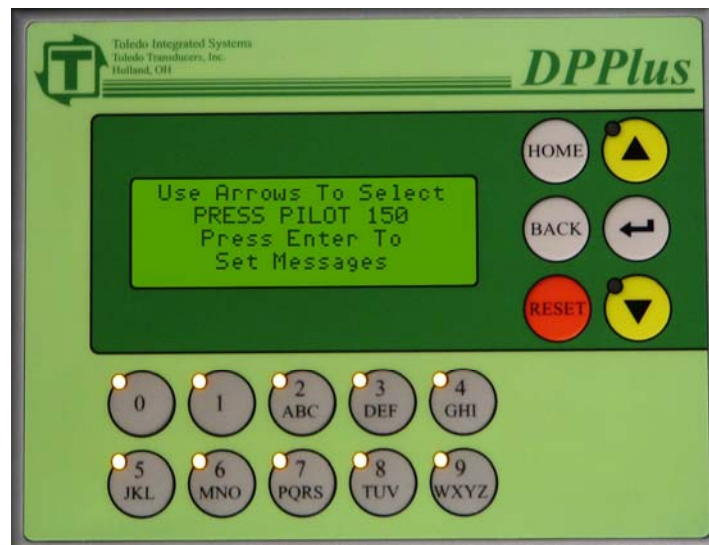 T
Toledo Integrated Systems
Toledo Transducers, Inc.
Holland, OH
DPPlus
Use Arrows To Select
PRESS PILOT 150
Press Enter To
Set Messages
HOME
BACK
RESET
0
1
2
ABC
3
DEF
4
GHI
5
JKL
6
MNO
7
PQRS
8
TUV
9
WXYZ